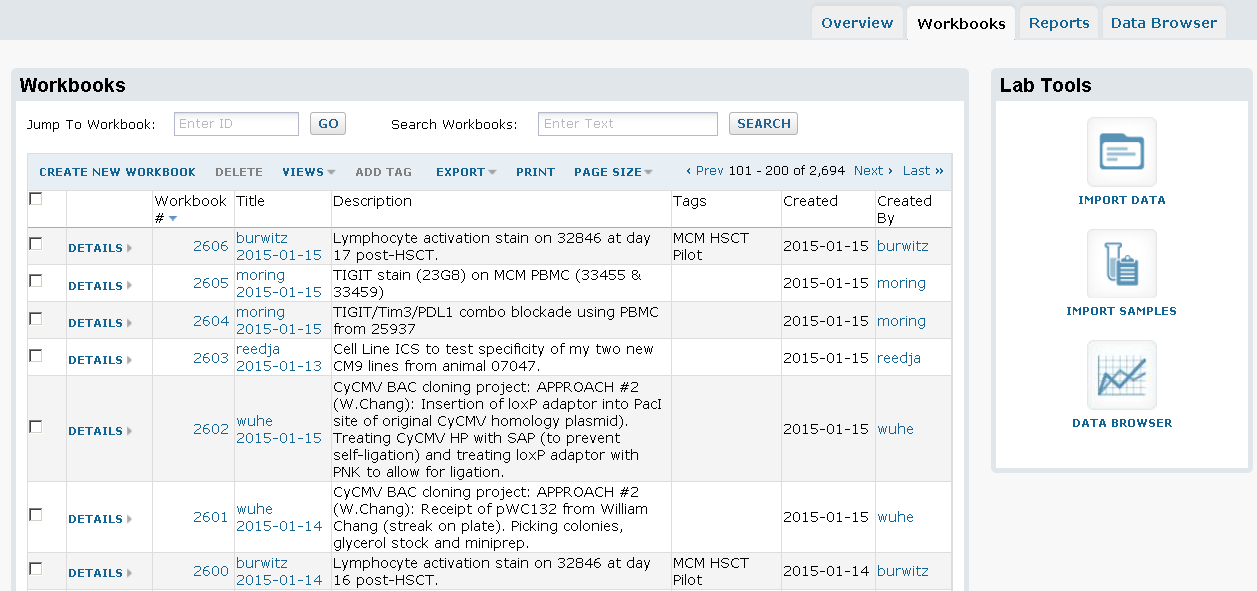 Overview Workbooks Reports Data Browser
Workbooks
Jump To Workbook: Enter ID GO Search Workbooks: Enter Text SEARCH
CREATE NEW WORKBOOK DELETE VIEWS ADD TAG EXPORT PRINT PAGE SIZE ‹ Prev 101 - 200 of 2,694 Next › Last »
Workbook Title Description Tags Created Created
# By
DETAILS 2606 burwitz Lymphocyte activation stain on 32846 at day MCM HSCT 2015-01-15 burwitz
2015-01-15 17 post-HSCT. Pilot
DETAILS 2605 moring TIGIT stain (23G8) on MCM PBMC (33455 & 2015-01-15 moring
2015-01-15 33459)
DETAILS 2604 moring TIGIT/Tim3/PDL1 combo blockade using PBMC 2015-01-15 moring
2015-01-15 from 25937
DETAILS 2603 reedja Cell Line ICS to test specificity of my two new 2015-01-15 reedja
2015-01-13 CM9 lines from animal 07047.
CyCMV BAC cloning project: APPROACH #2
(W.Chang): Insertion of loxP adaptor into PacI
DETAILS 2602 wuhe site of original CyCMV homology plasmid). 2015-01-15 wuhe
2015-01-15 Treating CyCMV HP with SAP (to prevent
self-ligation) and treating loxP adaptor with
PNK to allow for ligation.
CyCMV BAC cloning project: APPROACH #2
DETAILS 2601 wuhe (W.Chang): Receipt of pWC132 from William 2015-01-15 wuhe
2015-01-14 Chang (streak on plate). Picking colonies,
glycerol stock and miniprep.
DETAILS 2600 burwitz Lymphocyte activation stain on 32846 at day MCM HSCT 2015-01-14 burwitz
2015-01-14 16 post-HSCT. Pilot
Lab Tools
IMPORT DATA
IMPORT SAMPLES
DATA BROWSER